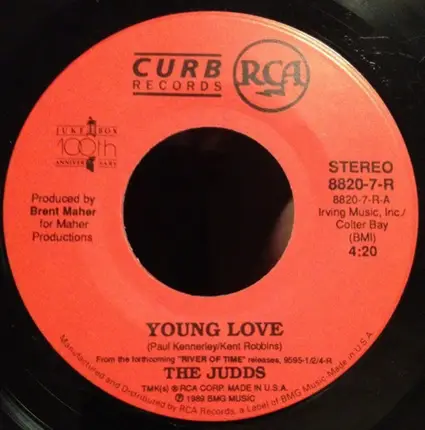 CURB
RECORDS
RCA
JUKEBOX
100th
ANNIVERSARY
Produced by
Brent Maher
for Maher
Productions
STEREO
8820-7-R
8820-7-R-A
Irving Music, Inc./
Colter Bay
(BMI)
4:20
YOUNG LOVE
(Paul Kennerley/Kent Robbins)
From the forthcoming "RIVER OF TIME" releases, 9595-1/2/4-R
THE JUDDS
TMK(s) ® RCA CORP. MADE IN U.S.A.
℗ 1989 BMG MUSIC
Manufactured and Distributed by RCA Records, a Label of BMG Music-Made in U.S.A.